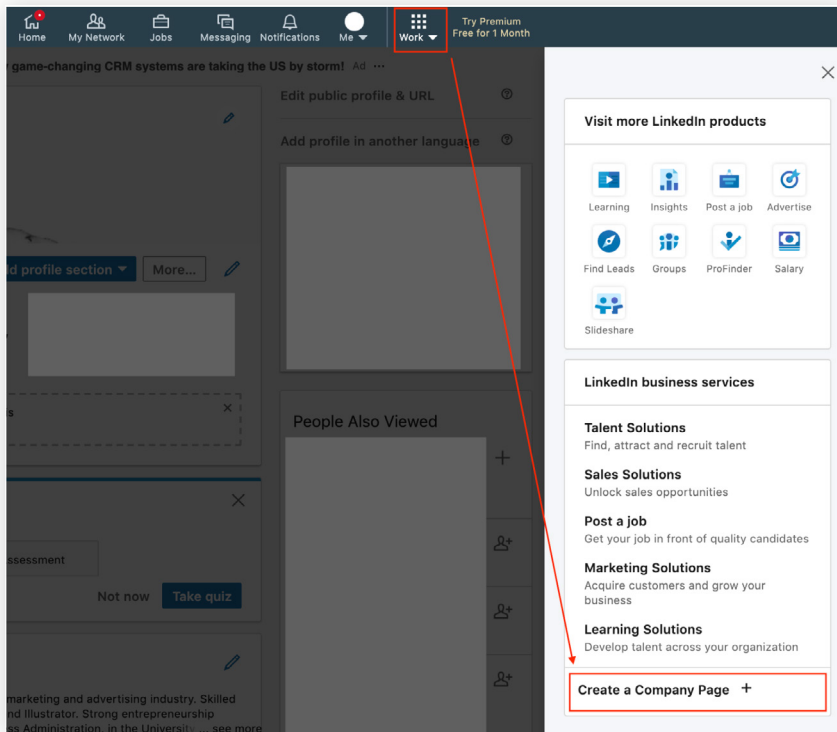 Home
My Network
Jobs
Messaging
Notifications
Me
Work
Try Premium
Free for 1 Month
game-changing CRM systems are taking the US by storm! Ad ···
Edit public profile & URL
Add profile in another language
profile section
More...
People Also Viewed
ssessment
Not now
Take quiz
marketing and advertising industry. Skilled
nd Illustrator. Strong entrepreneurship
ss Administration, in the University ... see more
Visit more LinkedIn products
Learning
Insights
Post a job
Advertise
Find Leads
Groups
ProFinder
Salary
Slideshare
LinkedIn business services
Talent Solutions
Find, attract and recruit talent
Sales Solutions
Unlock sales opportunities
Post a job
Get your job in front of quality candidates
Marketing Solutions
Acquire customers and grow your
business
Learning Solutions
Develop talent across your organization
Create a Company Page +